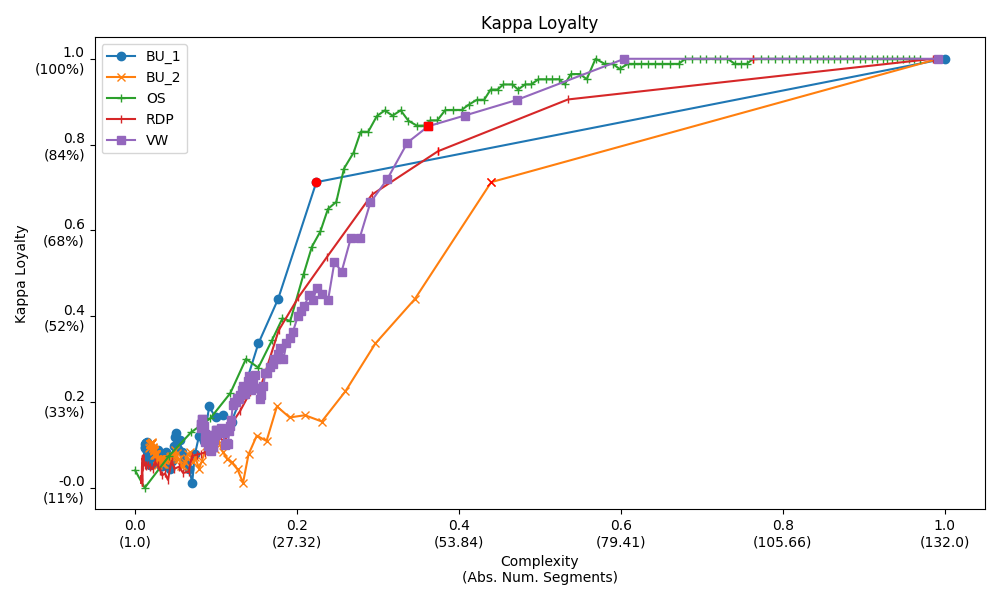 Kappa Loyalty
BU_1
BU_2
OS
RDP
VW
Kappa Loyalty
1.0
(100%)
0.8
(84%)
0.6
(68%)
0.4
(52%)
0.2
(33%)
-0.0
(11%)
0.0
(1.0)
0.2
(27.32)
0.4
(53.84)
0.6
(79.41)
0.8
(105.66)
1.0
(132.0)
Complexity
(Abs. Num. Segments)